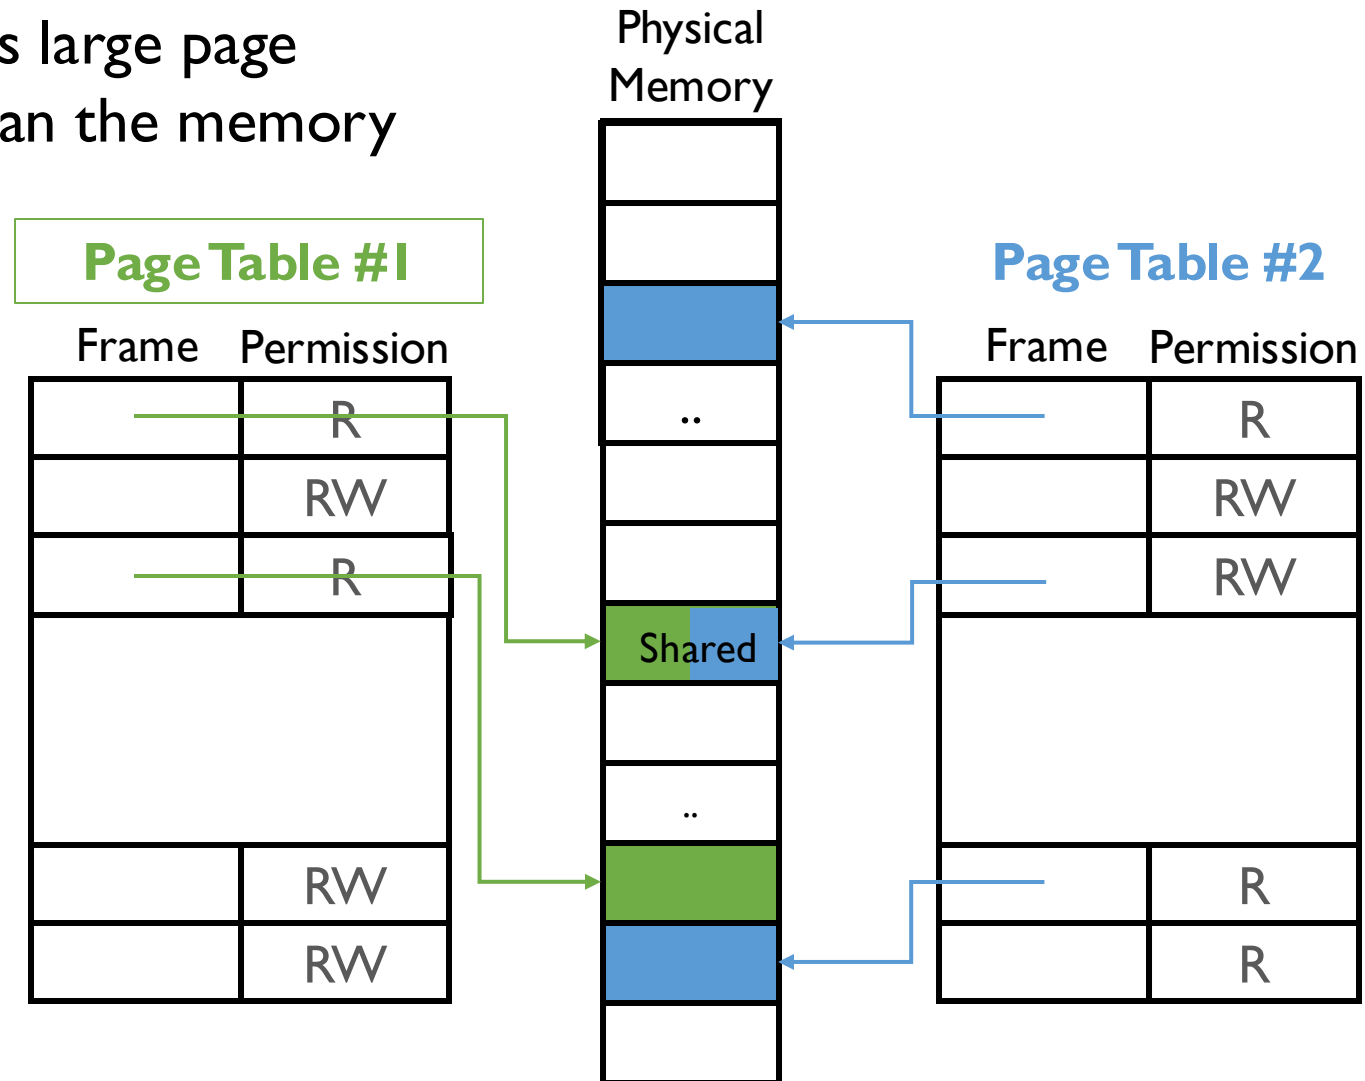 s large page
an the memory
Physical
Memory
Page Table #1
Page Table #2
Frame Permission
Frame Permission
R
..
R
RW
RW
R
RW
Shared
..
RW
R
RW
R